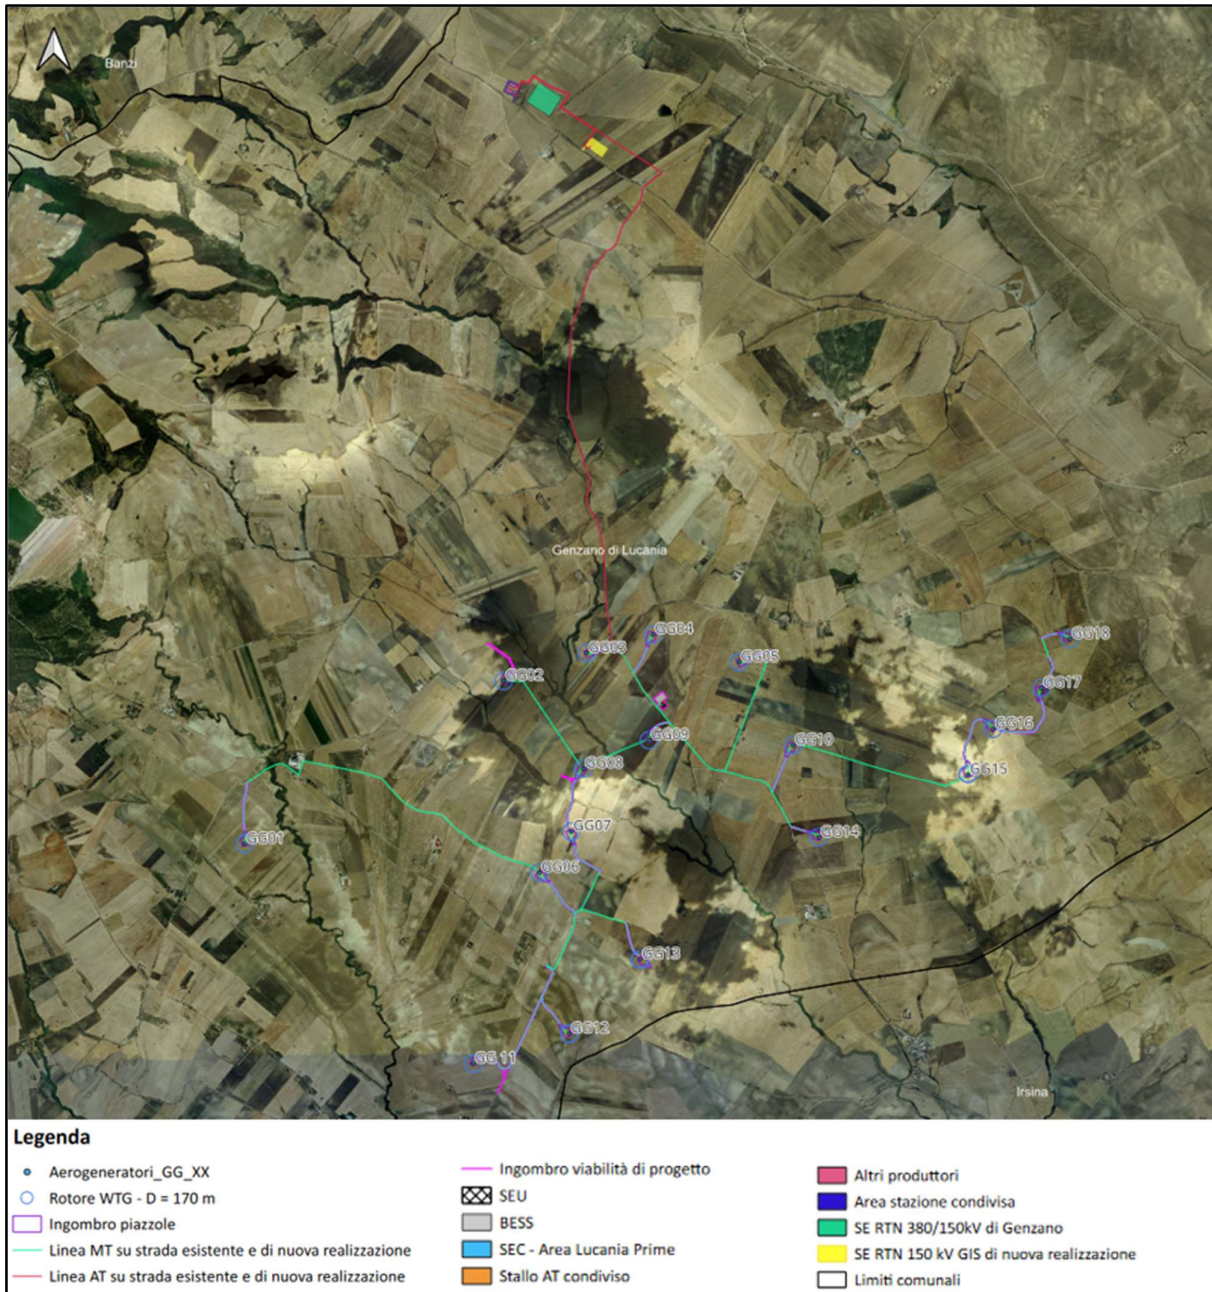 Banzi
Genzano di Lucania
GG04
GG03
GG18
GG05
GG02
GG17
GG16
GG09
GG10
GG08
GG15
GG07
GG14
GG01
GG06
GG13
GG12
GG 11
Irsina
Legenda
Aerogeneratori_GG_XX
Rotore WTG - D = 170 m
Ingombro piazzole
Linea MT su strada esistente e di nuova realizzazione
Linea AT su strada esistente e di nuova realizzazione
Ingombro viabilità di progetto
SEU
BESS
SEC - Area Lucania Prime
Stallo AT condiviso
Altri produttori
Area stazione condivisa
SE RTN 380/150kV di Genzano
SE RTN 150 kV GIS di nuova realizzazione
Limiti comunali